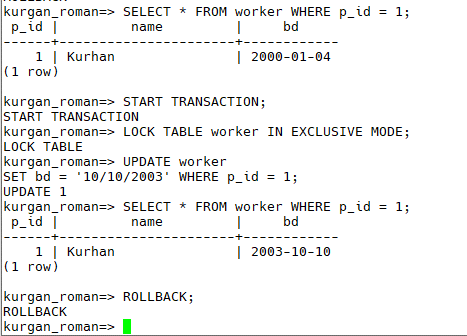 kurgan_roman=> SELECT * FROM worker WHERE p_id = 1;
 p_id |          name          |     bd
------+------------------------+------------
    1 | Kurhan                 | 2000-01-04
(1 row)
kurgan_roman=> START TRANSACTION;
START TRANSACTION
kurgan_roman=> LOCK TABLE worker IN EXCLUSIVE MODE;
LOCK TABLE
kurgan_roman=> UPDATE worker
SET bd = '10/10/2003' WHERE p_id = 1;
UPDATE 1
kurgan_roman=> SELECT * FROM worker WHERE p_id = 1;
 p_id |          name          |     bd
------+------------------------+------------
    1 | Kurhan                 | 2003-10-10
(1 row)
kurgan_roman=> ROLLBACK;
ROLLBACK
kurgan_roman=>